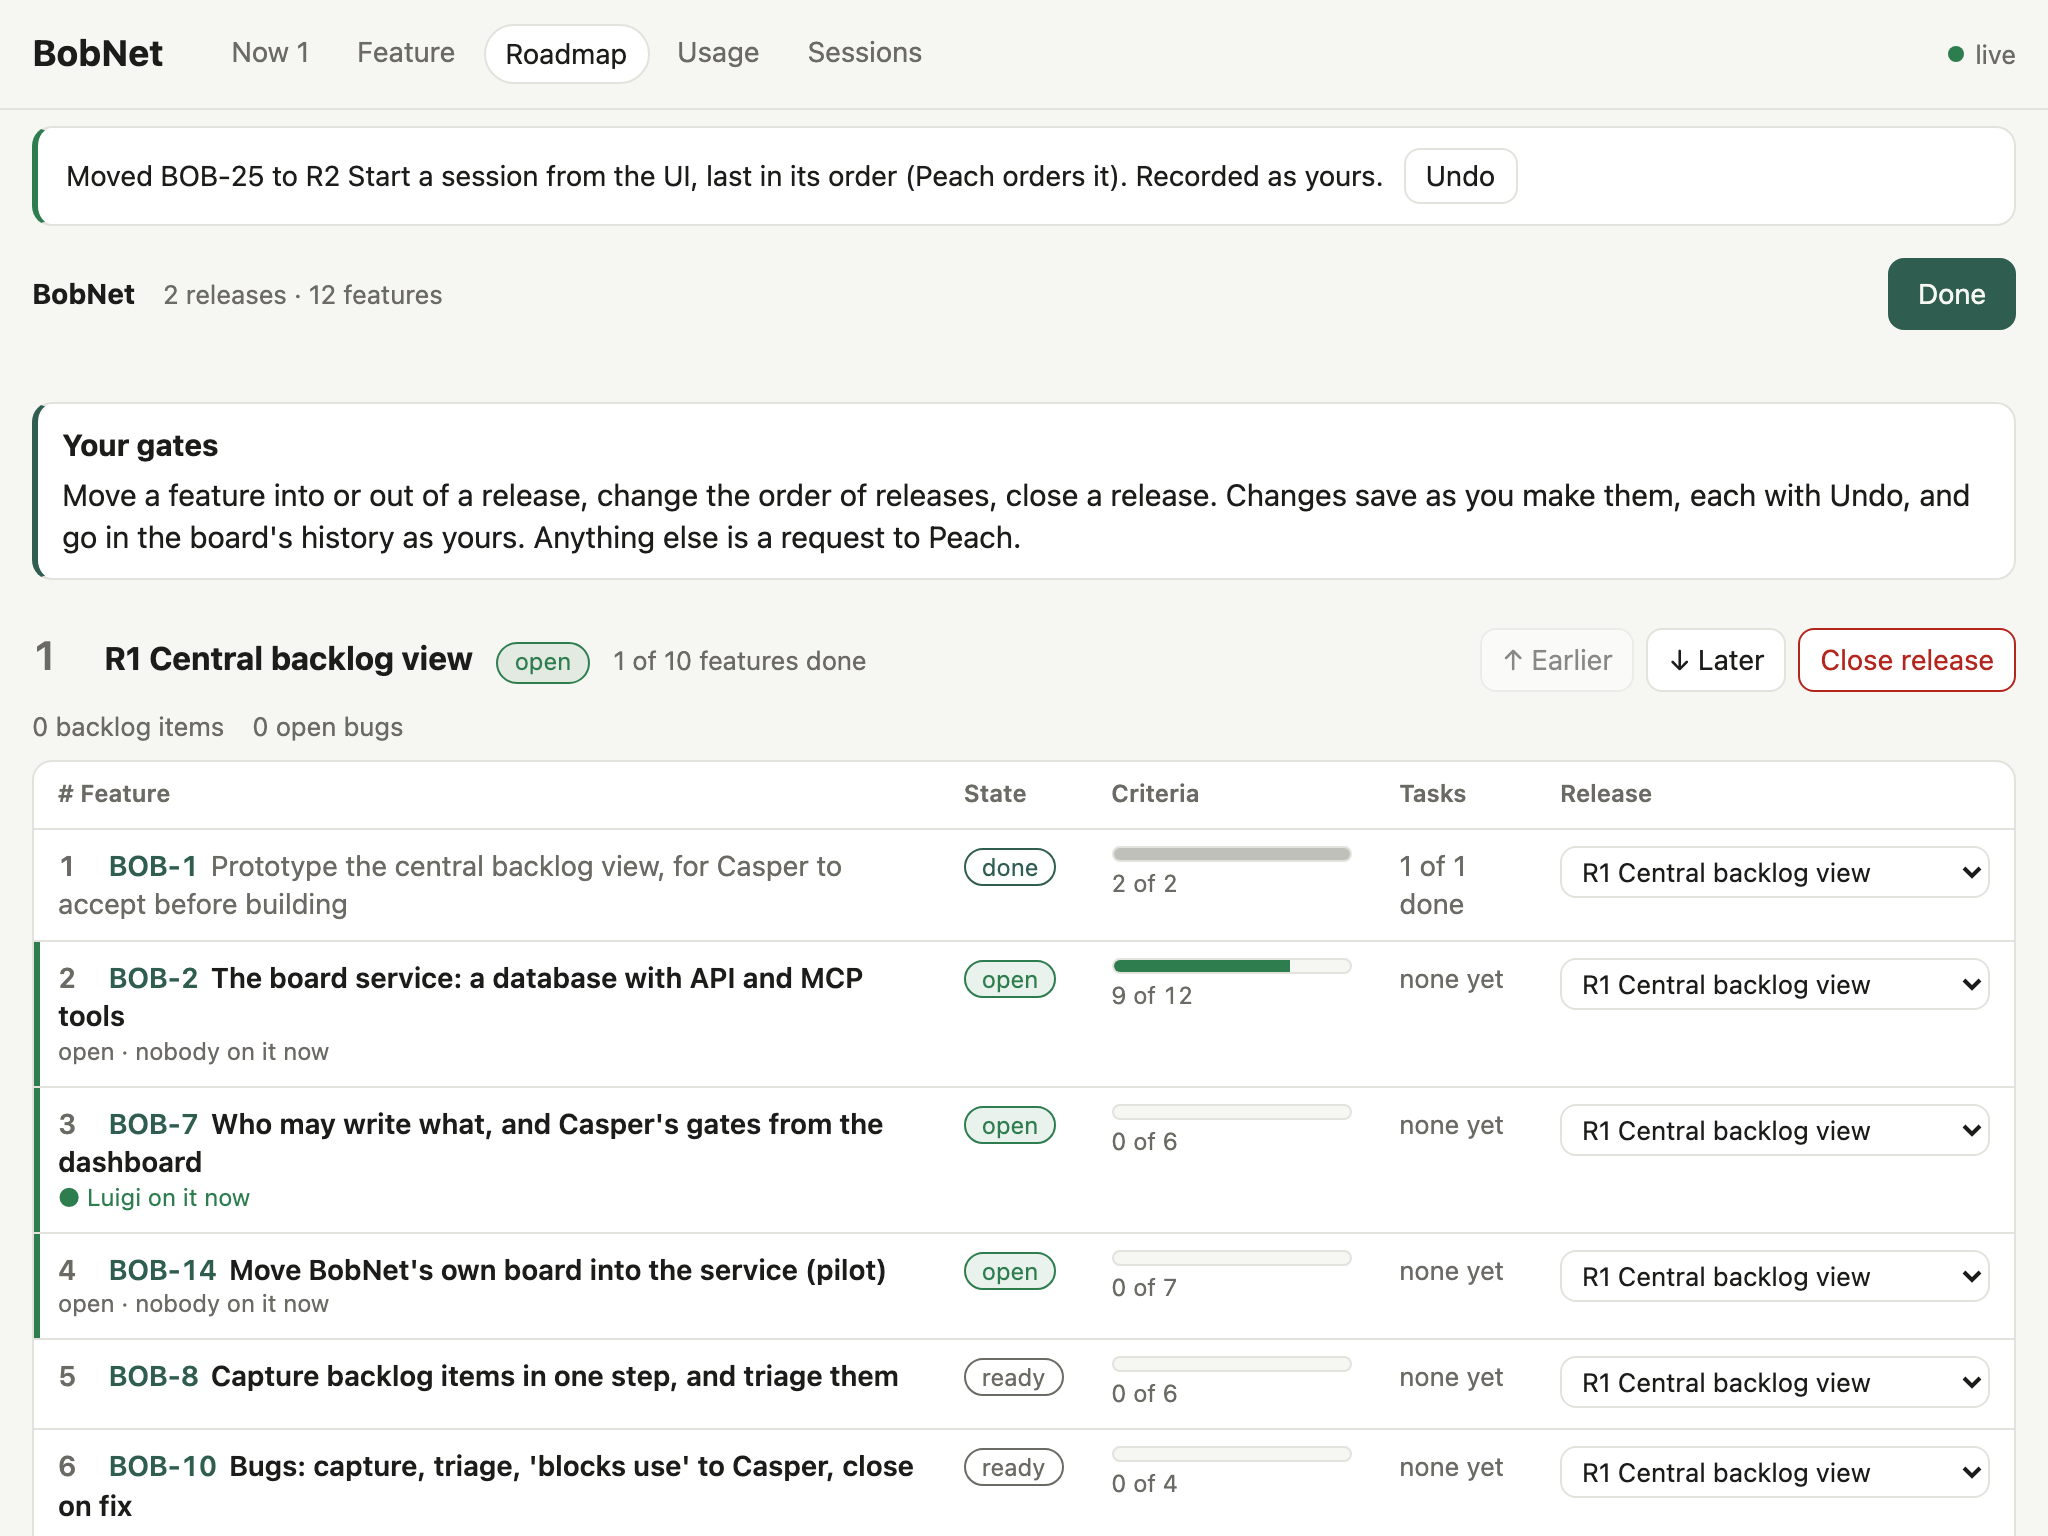 BobNet
Now 1
Feature
Roadmap
Usage
Sessions
live
Moved BOB-25 to R2 Start a session from the UI, last in its order (Peach orders it). Recorded as yours.
Undo
BobNet
2 releases · 12 features
Done
Your gates
Move a feature into or out of a release, change the order of releases, close a release. Changes save as you make them, each with Undo, and
go in the board's history as yours. Anything else is a request to Peach.
1
R1 Central backlog view
open
1 of 10 features done
↑ Earlier
↓ Later
Close release
0 backlog items
0 open bugs
# Feature
State
Criteria
Tasks
Release
1 BOB-1 Prototype the central backlog view, for Casper to
accept before building
done
2 of 2
1 of 1
done
R1 Central backlog view
2 BOB-2 The board service: a database with API and MCP
tools
open · nobody on it now
open
9 of 12
none yet
R1 Central backlog view
3 BOB-7 Who may write what, and Casper's gates from the
dashboard
Luigi on it now
open
0 of 6
none yet
R1 Central backlog view
4 BOB-14 Move BobNet's own board into the service (pilot)
open · nobody on it now
open
0 of 7
none yet
R1 Central backlog view
5 BOB-8 Capture backlog items in one step, and triage them
ready
0 of 6
none yet
R1 Central backlog view
6 BOB-10 Bugs: capture, triage, 'blocks use' to Casper, close
on fix
ready
0 of 4
none yet
R1 Central backlog view